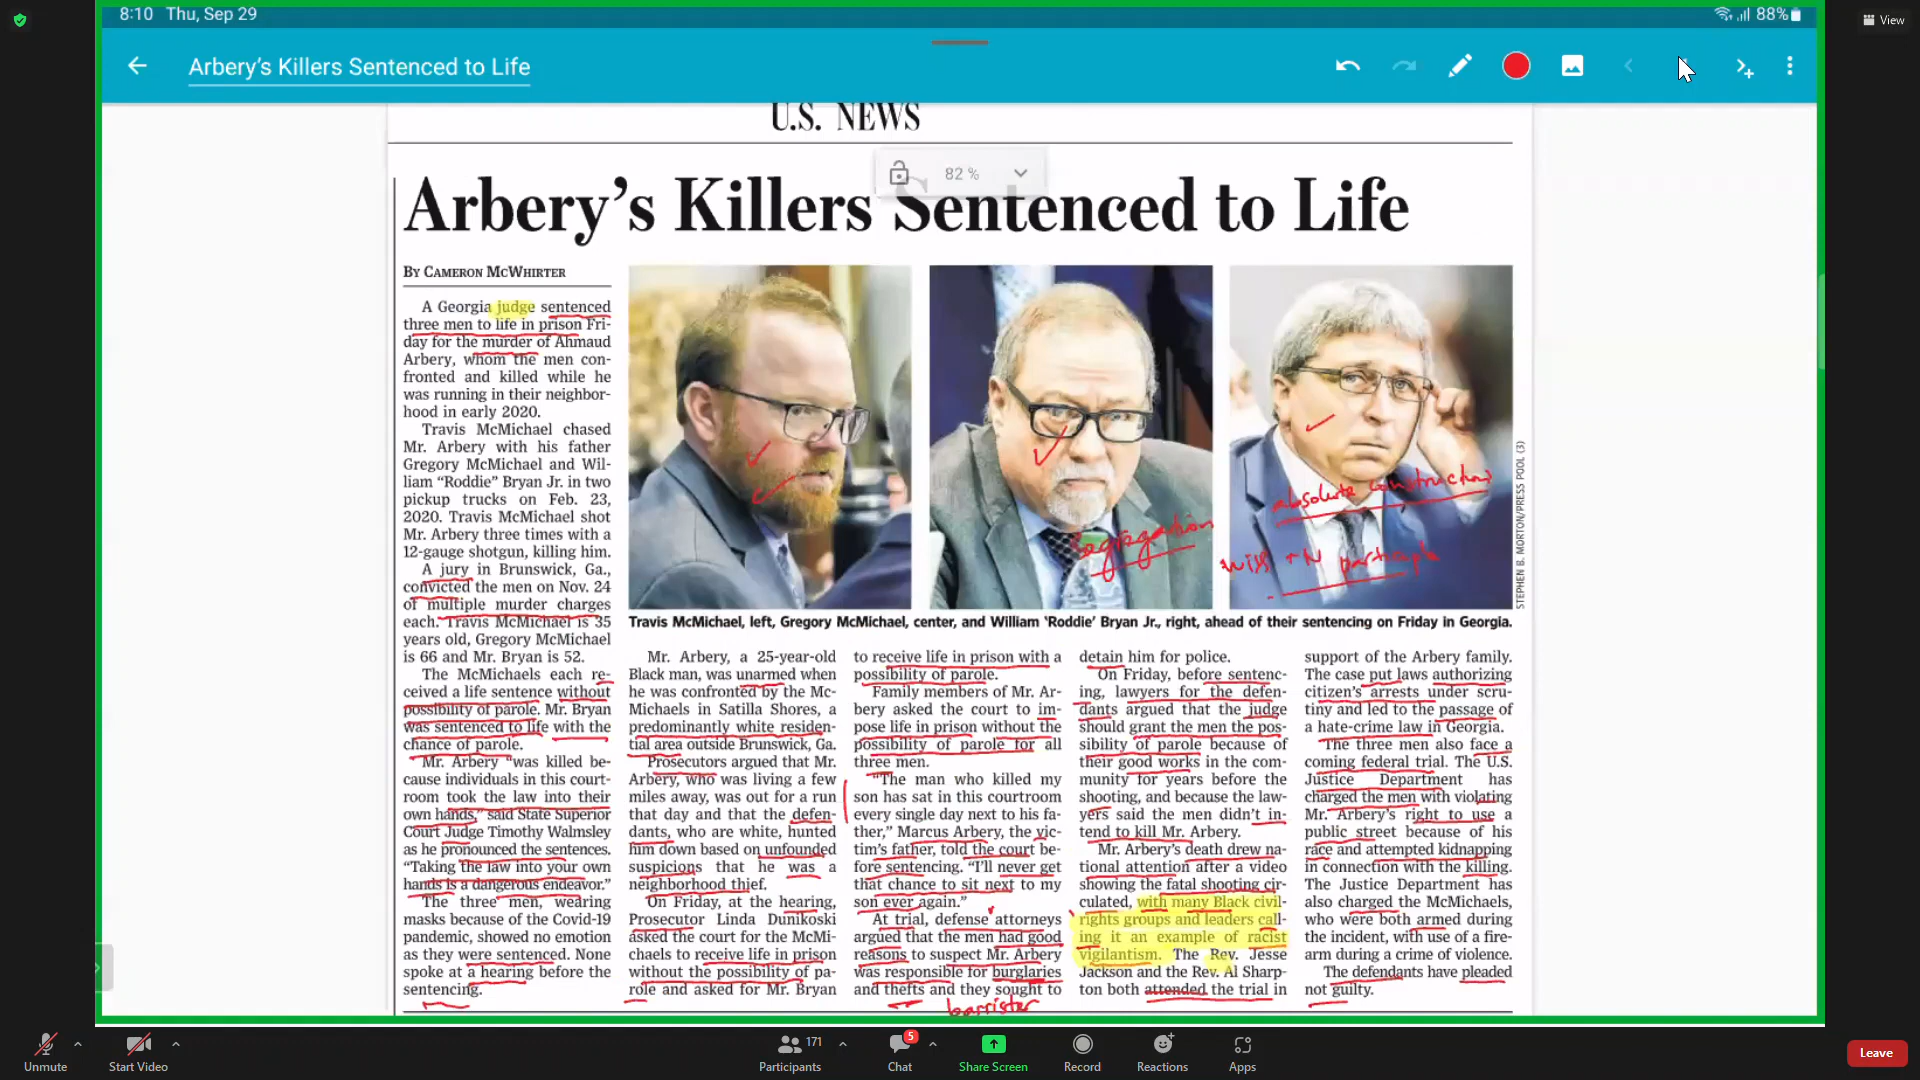 8:10 Thu, Sep 29
88%
View
Arbery's Killers Sentenced to Life
U.S. NEWS
82 %
Arbery's Killers Sentenced to Life
BY CAMERON MCWHIRTER
A Georgia judge sentenced
three men to life in prison Fri-
day for the murder of Ahmaud
Arbery, whom the men con-
fronted and killed while he
was running in their neighbor-
hood in early 2020.
Travis McMichael chased
Mr. Arbery with his father
Gregory McMichael and Wil-
liam "Roddie" Bryan Jr. in two
pickup trucks on Feb. 23,
2020. Travis McMichael shot
Mr. Arbery three times with a
12-gauge shotgun, killing him.
A jury in Brunswick, Ga.,
convicted the men on Nov. 24
of multiple murder charges
each. Travis McMichael is 35
years old, Gregory McMichael
is 66 and Mr. Bryan is 52.
The McMichaels each re-
ceived a life sentence without
possibility of parole. Mr. Bryan
was sentenced to life with the
chance of parole.
Mr. Arbery "was killed be-
cause individuals in this court-
room took the law into their
own hands," said State Superior
Court Judge Timothy Walmsley
as he pronounced the sentences.
"Taking the law into your own
hands is a dangerous endeavor."
The three men, wearing
masks because of the Covid-19
pandemic, showed no emotion
as they were sentenced. None
spoke at a hearing before the
sentencing.
segregation
absolute construction
with + N participle
STEPHEN B. MORTON/PRESS POOL (3)
Travis McMichael, left, Gregory McMichael, center, and William 'Roddie' Bryan Jr., right, ahead of their sentencing on Friday in Georgia.
Mr. Arbery, a 25-year-old
Black man, was unarmed when
he was confronted by the Mc-
Michaels in Satilla Shores, a
predominantly white residen-
tial area outside Brunswick, Ga.
Prosecutors argued that Mr.
Arbery, who was living a few
miles away, was out for a run
that day and that the defen-
dants, who are white, hunted
him down based on unfounded
suspicions that he was a
neighborhood thief.
On Friday, at the hearing,
Prosecutor Linda Dunikoski
asked the court for the McMi-
chaels to receive life in prison
without the possibility of pa-
role and asked for Mr. Bryan
to receive life in prison with a
possibility of parole.
Family members of Mr. Ar-
bery asked the court to im-
pose life in prison without the
possibility of parole for all
three men.
"The man who killed my
son has sat in this courtroom
every single day next to his fa-
ther," Marcus Arbery, the vic-
tim's father, told the court be-
fore sentencing. "I'll never get
that chance to sit next to my
son ever again."
At trial, defense attorneys
argued that the men had good
reasons to suspect Mr. Arbery
was responsible for burglaries
and thefts and they sought to
barrister
detain him for police.
On Friday, before sentenc-
ing, lawyers for the defen-
dants argued that the judge
should grant the men the pos-
sibility of parole because of
their good works in the com-
munity for years before the
shooting, and because the law-
yers said the men didn't in-
tend to kill Mr. Arbery.
Mr. Arbery's death drew na-
tional attention after a video
showing the fatal shooting cir-
culated, with many Black civil-
rights groups and leaders call-
ing it an example of racist
vigilantism. The Rev. Jesse
Jackson and the Rev. Al Sharp-
ton both attended the trial in
support of the Arbery family.
The case put laws authorizing
citizen's arrests under scru-
tiny and led to the passage of
a hate-crime law in Georgia.
The three men also face a
coming federal trial. The U.S.
Justice Department has
charged the men with violating
Mr. Arbery's right to use a
public street because of his
race and attempted kidnapping
in connection with the killing.
The Justice Department has
also charged the McMichaels,
who were both armed during
the incident, with use of a fire-
arm during a crime of violence.
The defendants have pleaded
not guilty.
Unmute
Start Video
171
Participants
5
Chat
Share Screen
Record
Reactions
Apps
Leave